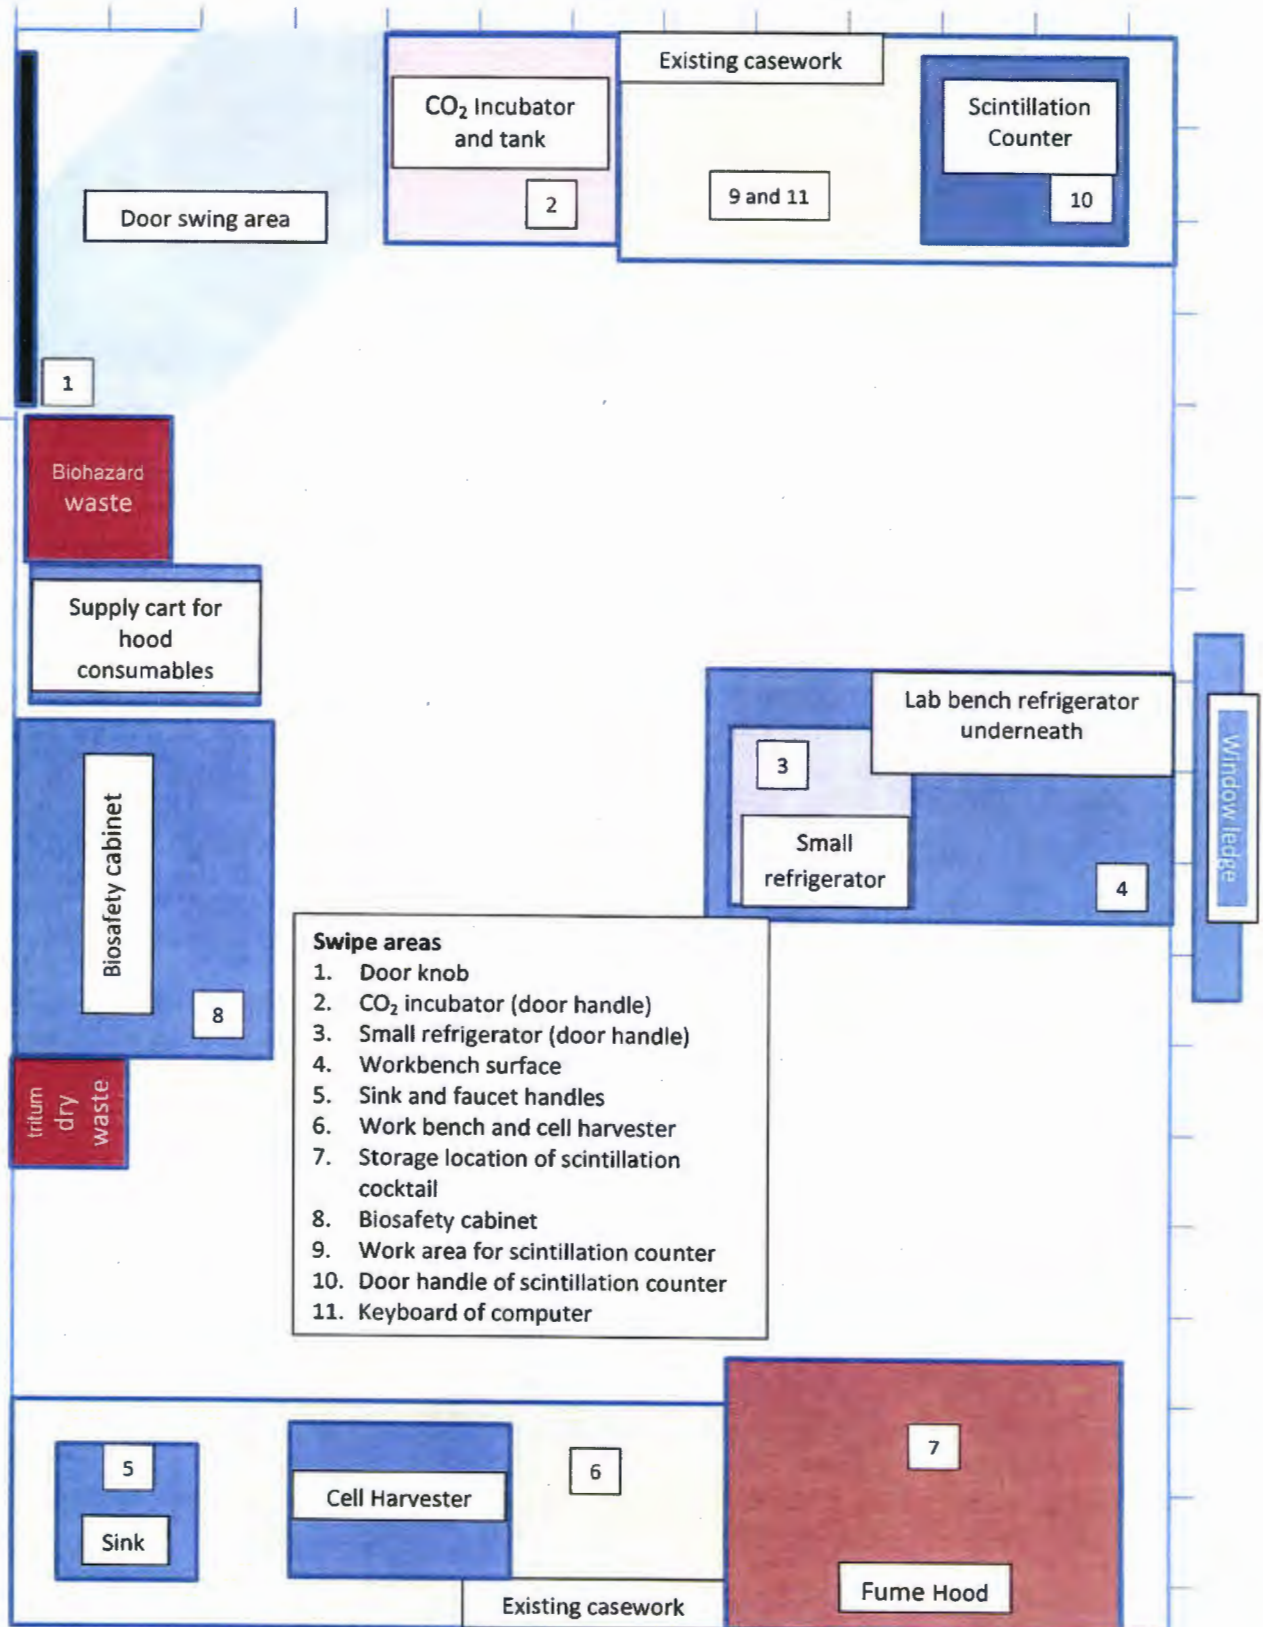 Existing casework
CO₂ Incubator
and tank
Scintillation
Counter
2
9 and 11
10
Door swing area
1
Biohazard
waste
Supply cart for
hood
consumables
Lab bench refrigerator
underneath
3
Small
refrigerator
4
Window ledge
Biosafety cabinet
8
tritum
dry
waste
Swipe areas
1. Door knob
2. CO₂ incubator (door handle)
3. Small refrigerator (door handle)
4. Workbench surface
5. Sink and faucet handles
6. Work bench and cell harvester
7. Storage location of scintillation
cocktail
8. Biosafety cabinet
9. Work area for scintillation counter
10. Door handle of scintillation counter
11. Keyboard of computer
5
Sink
Cell Harvester
6
Existing casework
7
Fume Hood